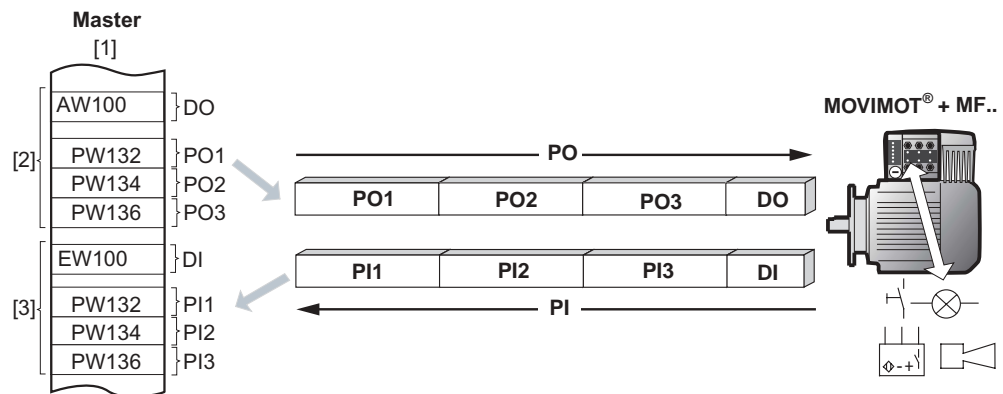 Master
[1]
AW100 DO
[2]
PW132 PO1
PW134 PO2
PW136 PO3
EW100 DI
[3]
PW132 PI1
PW134 PI2
PW136 PI3
PO
PO1 PO2 PO3 DO
PI1 PI2 PI3 DI
PI
MOVIMOT® + MF..